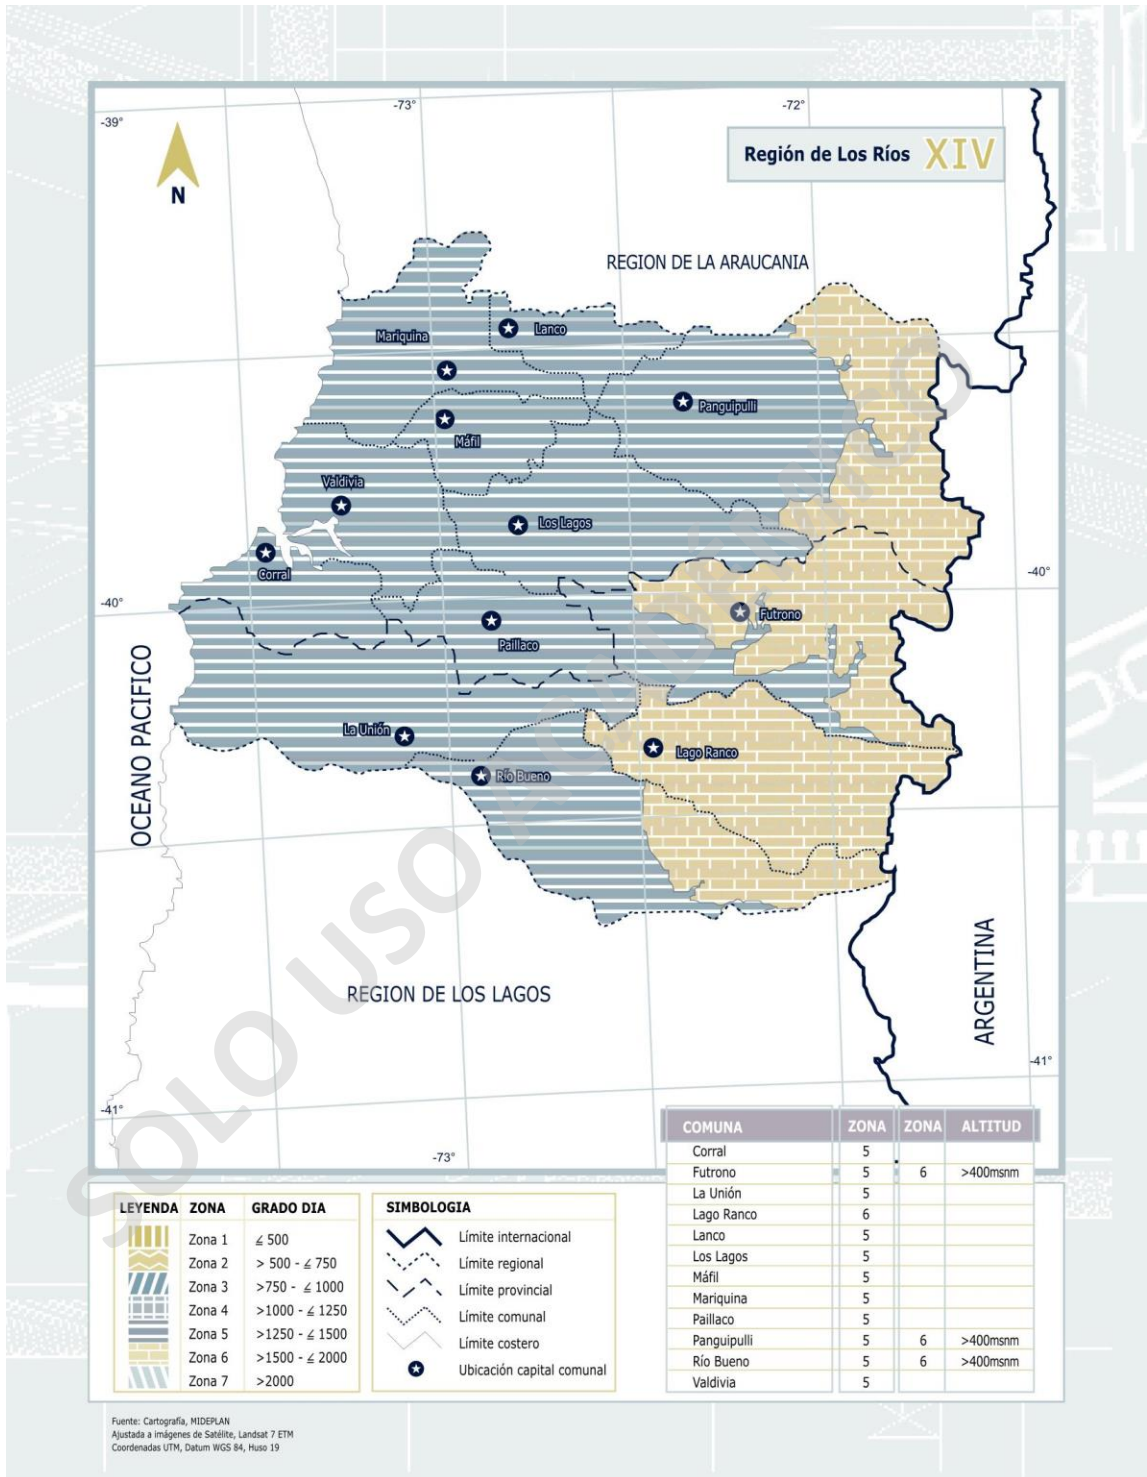 -73°
-72°
-39°
Región de Los Ríos XIV
N
REGION DE LA ARAUCANIA
Lanco
Mariquina
Panguipulli
Máfil
Valdivia
Los Lagos
Corral
-40°
-40°
Futrono
Paillaco
OCEANO PACIFICO
La Unión
Lago Ranco
Río Bueno
REGION DE LOS LAGOS
ARGENTINA
-41°
-41°
-73°
SOLO USO ACADÉMICO
COMUNA ZONA ZONA ALTITUD
Corral 5
Futrono 5 6 >400msnm
La Unión 5
Lago Ranco 6
Lanco 5
Los Lagos 5
Máfil 5
Mariquina 5
Paillaco 5
Panguipulli 5 6 >400msnm
Río Bueno 5 6 >400msnm
Valdivia 5
LEYENDA ZONA GRADO DIA
Zona 1 ≤ 500
Zona 2 > 500 - ≤ 750
Zona 3 >750 - ≤ 1000
Zona 4 >1000 - ≤ 1250
Zona 5 >1250 - ≤ 1500
Zona 6 >1500 - ≤ 2000
Zona 7 >2000
SIMBOLOGIA
Límite internacional
Límite regional
Límite provincial
Límite comunal
Límite costero
Ubicación capital comunal
Fuente: Cartografía, MIDEPLAN
Ajustada a imágenes de Satélite, Landsat 7 ETM
Coordenadas UTM, Datum WGS 84, Huso 19